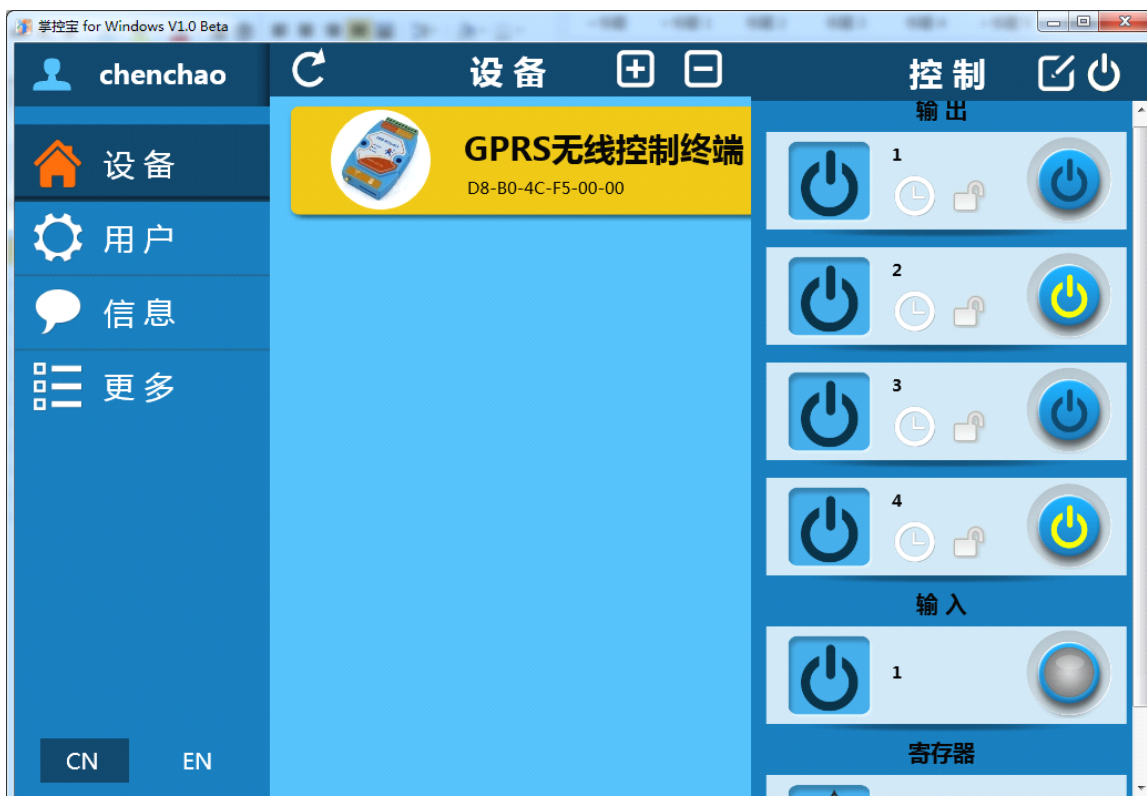 掌控宝 for Windows V1.0 Beta
chenchao
设备
用户
信息
更多
CN EN
设备
GPRS无线控制终端
D8-B0-4C-F5-00-00
控制
输出
1
2
3
4
输入
1
寄存器